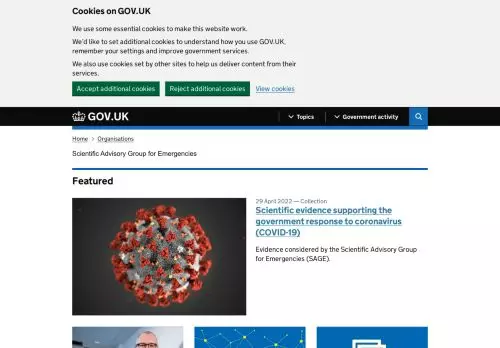 Cookies on GOV.UK
We use some essential cookies to make this website work.
We'd like to set additional cookies to understand how you use GOV.UK,
remember your settings and improve government services.
We also use cookies set by other sites to help us deliver content from their
services.
Accept additional cookies
Reject additional cookies
View cookies
GOV.UK
Topics
Government activity
Home > Organisations
Scientific Advisory Group for Emergencies
Featured
29 April 2022 — Collection
Scientific evidence supporting the
government response to coronavirus
(COVID-19)
Evidence considered by the Scientific Advisory Group
for Emergencies (SAGE).